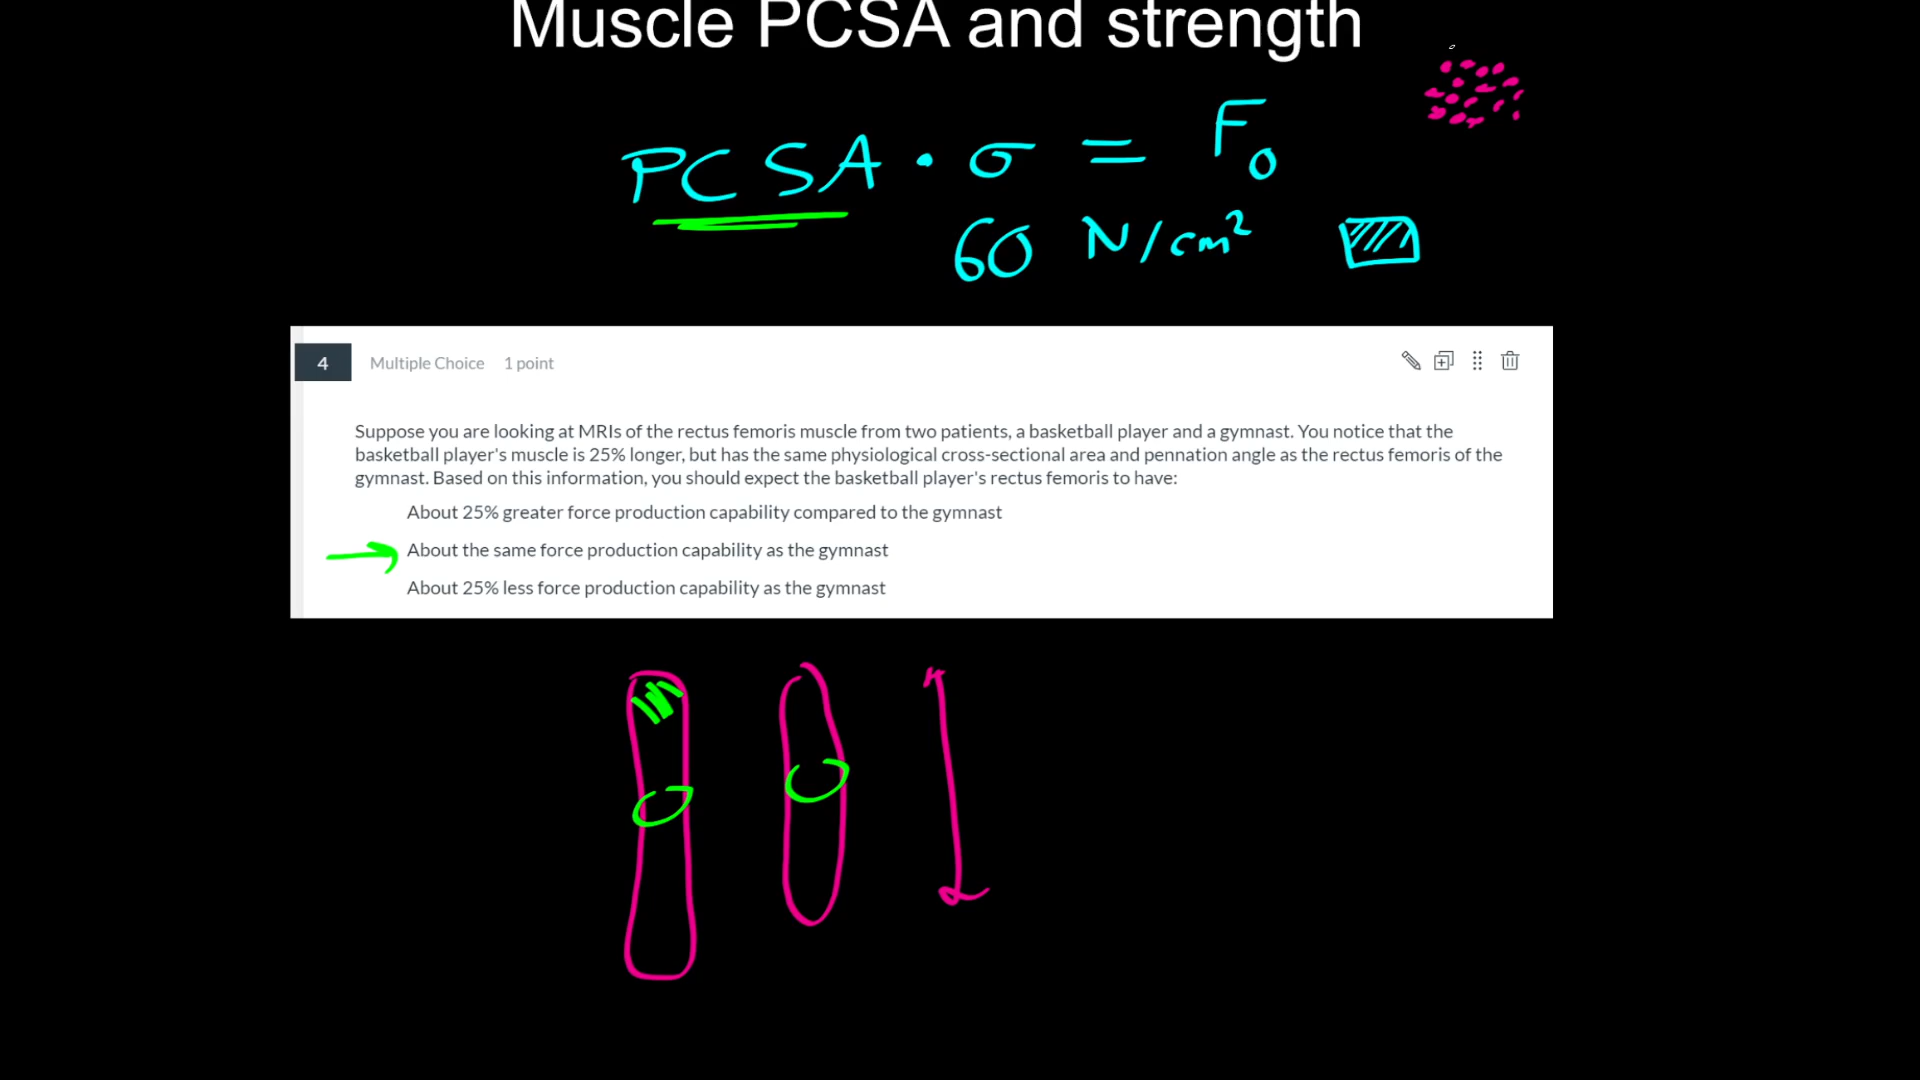 Muscle PCSA and strength
PCSA · σ = F₀
60 N/cm²
4 Multiple Choice 1 point
Suppose you are looking at MRIs of the rectus femoris muscle from two patients, a basketball player and a gymnast. You notice that the
basketball player's muscle is 25% longer, but has the same physiological cross-sectional area and pennation angle as the rectus femoris of the
gymnast. Based on this information, you should expect the basketball player's rectus femoris to have:
About 25% greater force production capability compared to the gymnast
About the same force production capability as the gymnast
About 25% less force production capability as the gymnast